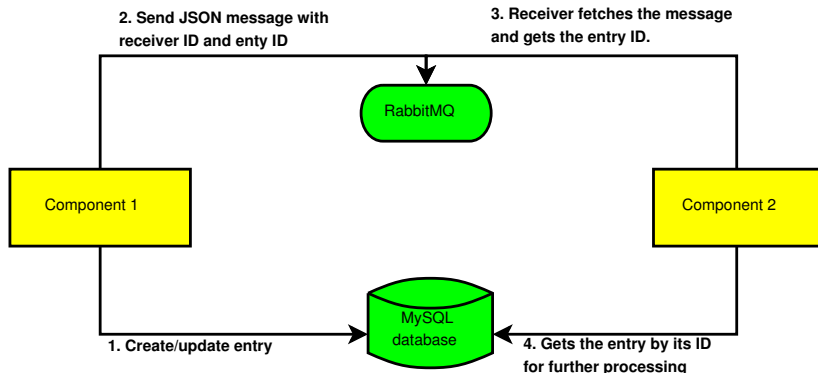 2. Send JSON message with
receiver ID and enty ID
3. Receiver fetches the message
and gets the entry ID.
RabbitMQ
Component 1
Component 2
MySQL
database
1. Create/update entry
4. Gets the entry by its ID
for further processing